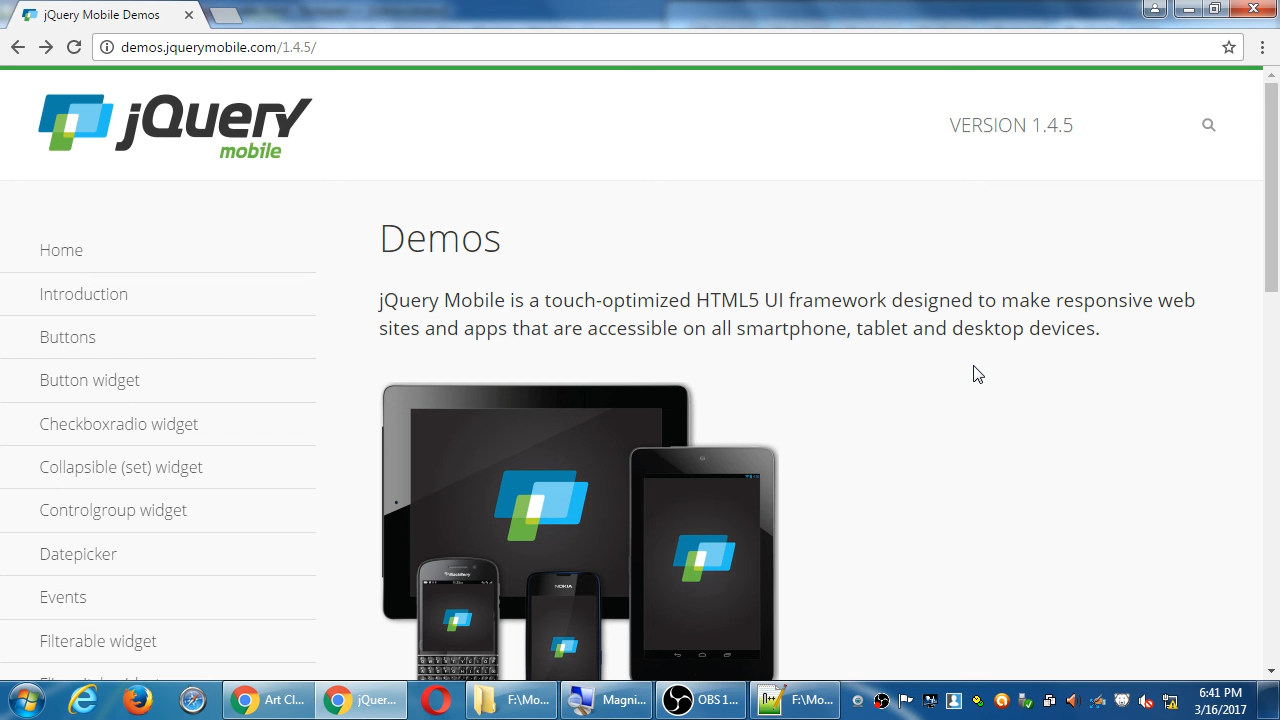 jQuery Mobile Demos
demos.jquerymobile.com/1.4.5/
jQuery
mobile
VERSION 1.4.5
Home
Introduction
Buttons
Button widget
Checkboxradio widget
Collapsible (set) widget
Controlgroup widget
Datepicker
Events
Filterable widget
Demos
jQuery Mobile is a touch-optimized HTML5 UI framework designed to make responsive web
sites and apps that are accessible on all smartphone, tablet and desktop devices.
BlackBerry
NOKIA
Art Cl...
jQuer...
F:\Mo...
Magni...
OBS 1...
F:\Mo...
6:41 PM
3/16/2017